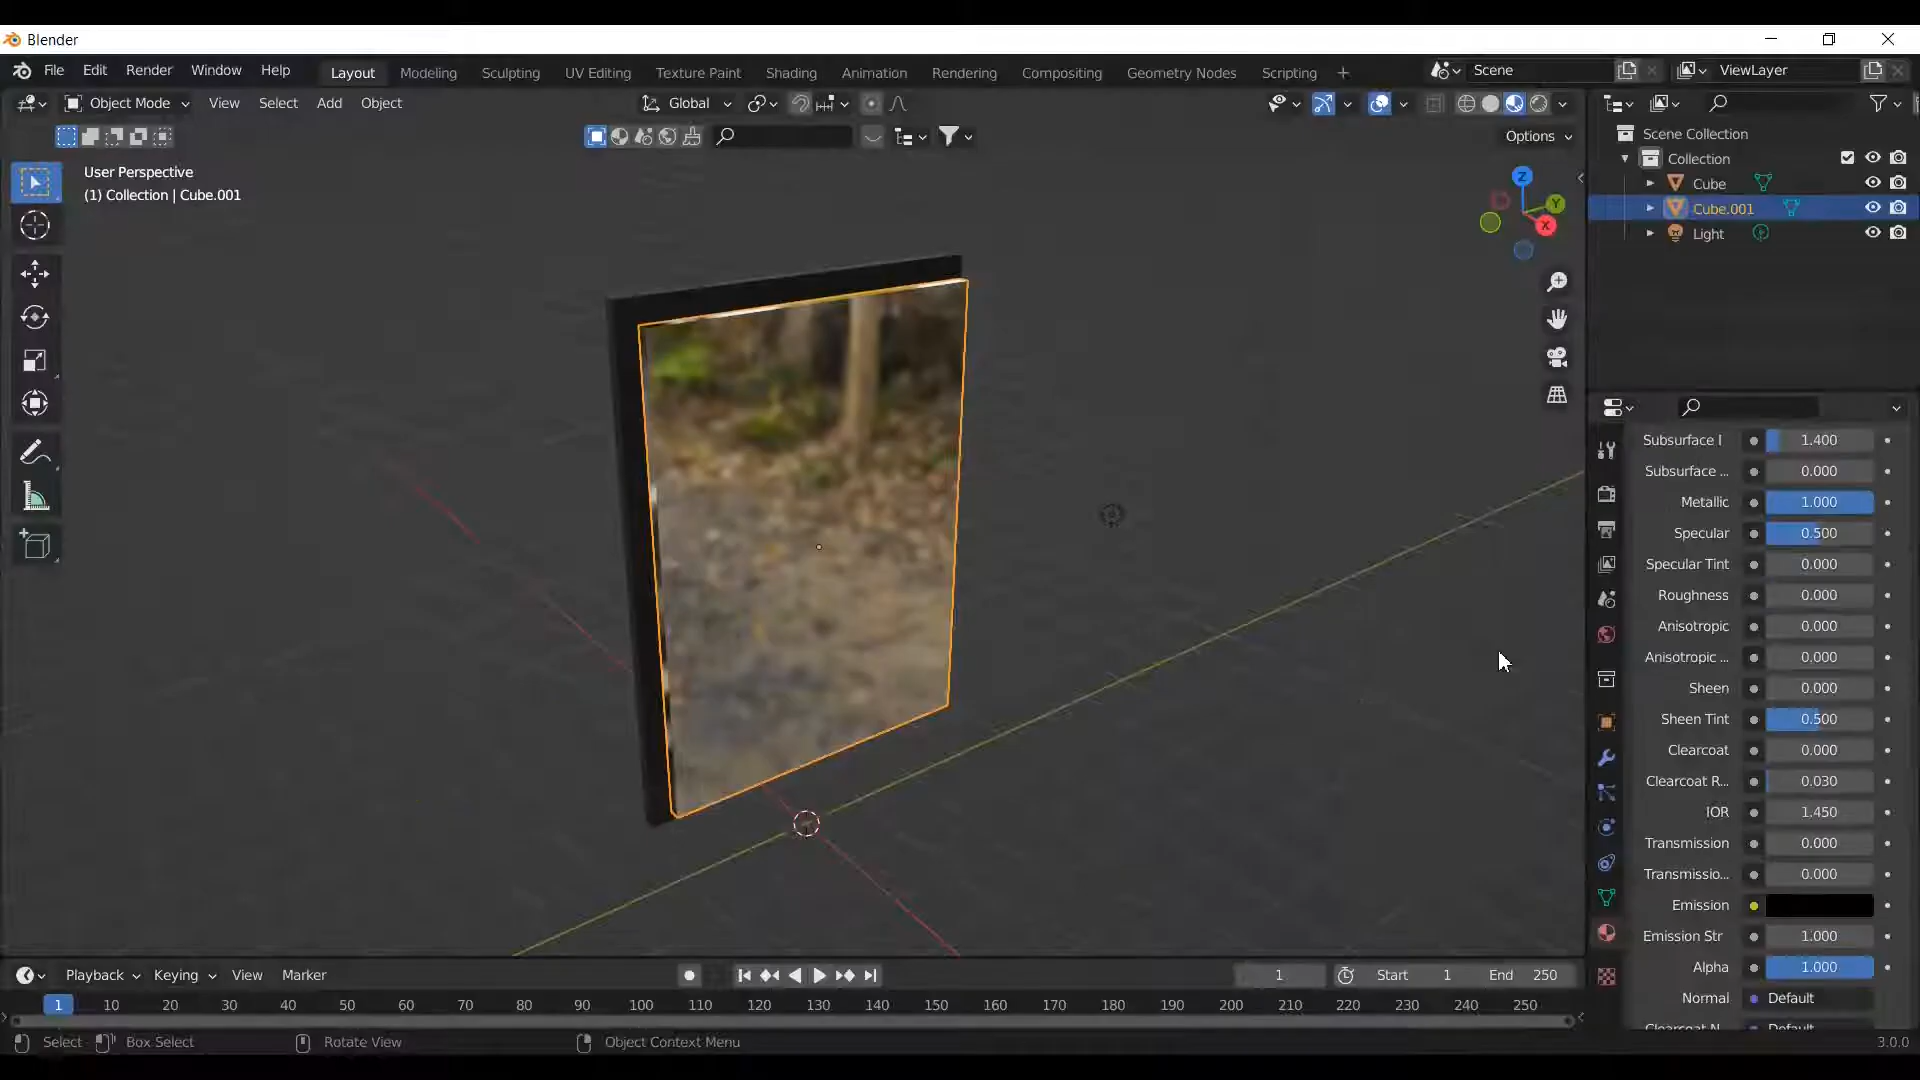 Blender
File Edit Render Window Help Layout Modeling Sculpting UV Editing Texture Paint Shading Animation Rendering Compositing Geometry Nodes Scripting + Scene ViewLayer
Object Mode View Select Add Object Global
Options
User Perspective
(1) Collection | Cube.001
Z
Y
X
Scene Collection
Collection
Cube
Cube.001
Light
Subsurface I 1.400
Subsurface ... 0.000
Metallic 1.000
Specular 0.500
Specular Tint 0.000
Roughness 0.000
Anisotropic 0.000
Anisotropic ... 0.000
Sheen 0.000
Sheen Tint 0.500
Clearcoat 0.000
Clearcoat R... 0.030
IOR 1.450
Transmission 0.000
Transmissio... 0.000
Emission
Emission Str 1.000
Alpha 1.000
Normal Default
Clearcoat N Default
Playback Keying View Marker 1 Start 1 End 250
1 10 20 30 40 50 60 70 80 90 100 110 120 130 140 150 160 170 180 190 200 210 220 230 240 250
Select Box Select Rotate View Object Context Menu 3.0.0